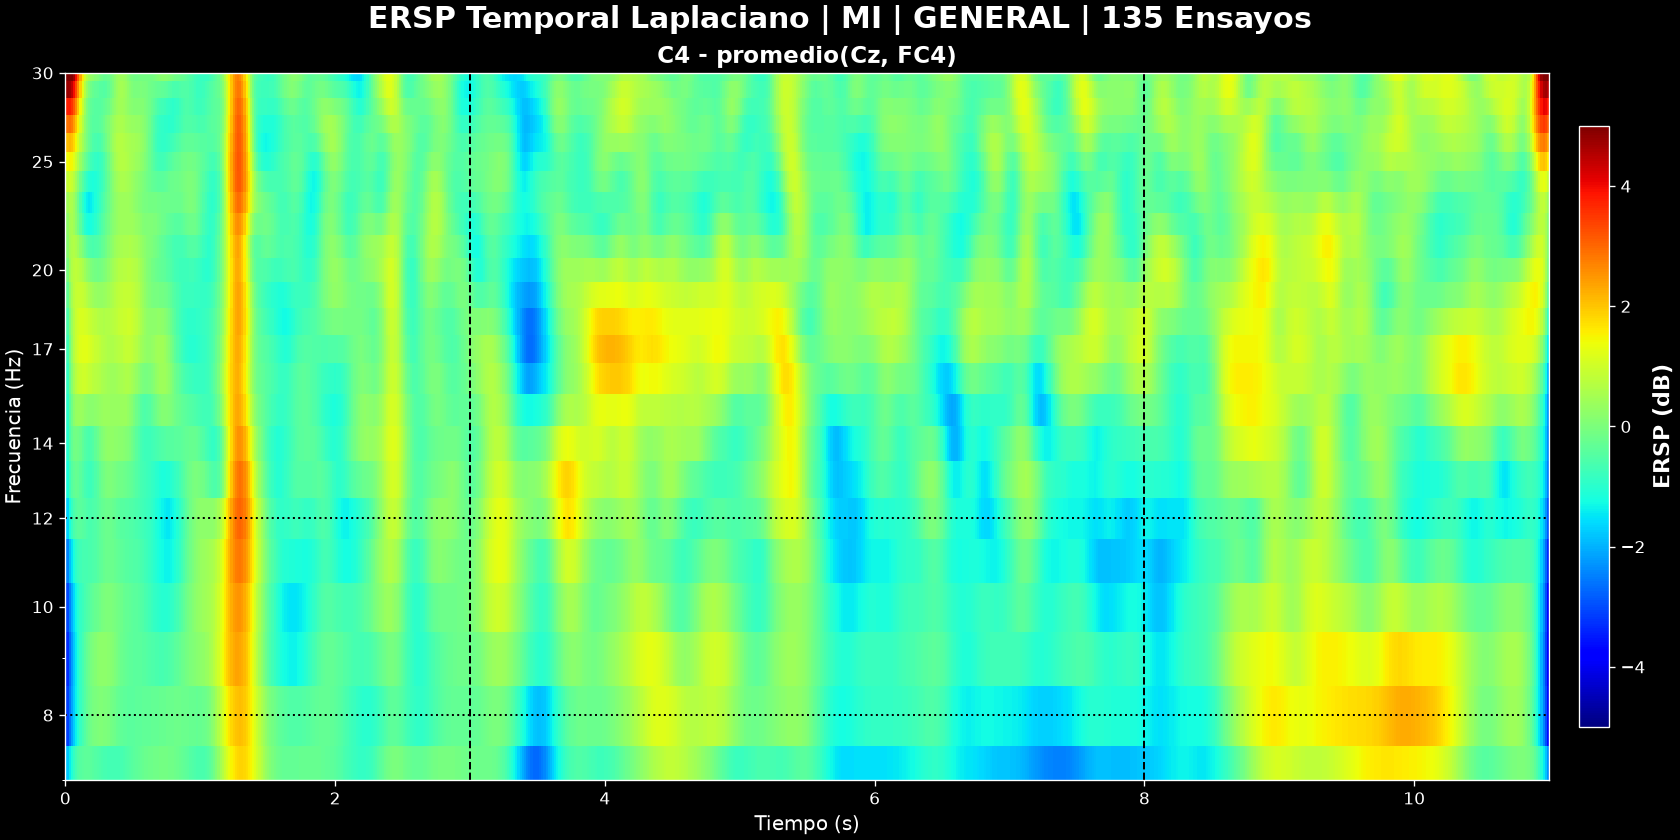 ERSP Temporal Laplaciano | MI | GENERAL | 135 Ensayos
C4 - promedio(Cz, FC4)
Frecuencia (Hz)
30
25
20
17
14
12
10
8
0 2 4 6 8 10
Tiempo (s)
4
2
0
−2
−4
ERSP (dB)